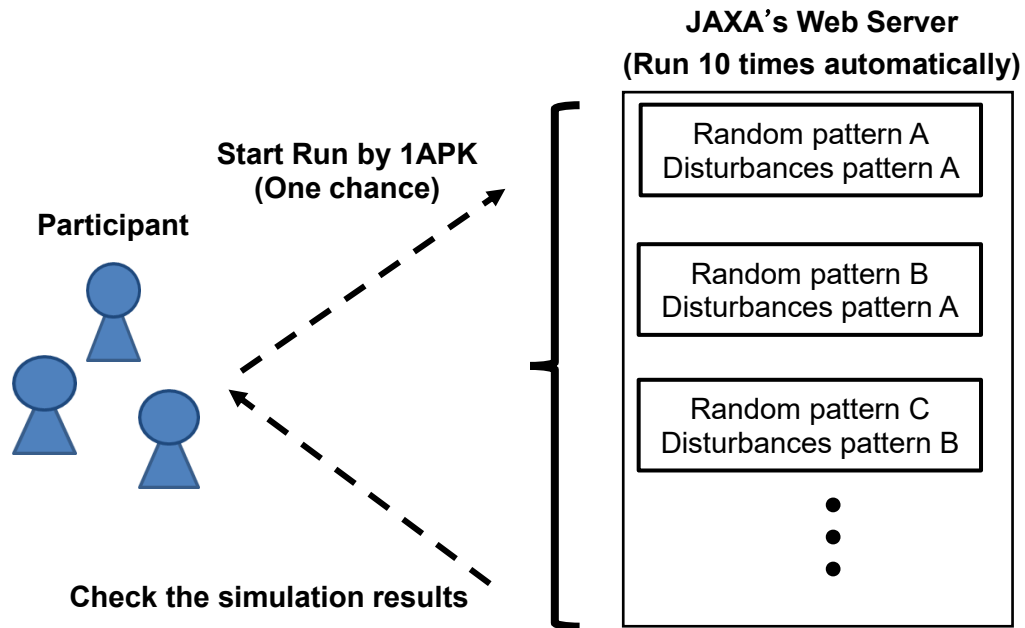 JAXA’s Web Server
(Run 10 times automatically)
Start Run by 1APK
(One chance)
Participant
Random pattern A
Disturbances pattern A
Random pattern B
Disturbances pattern A
Random pattern C
Disturbances pattern B
Check the simulation results